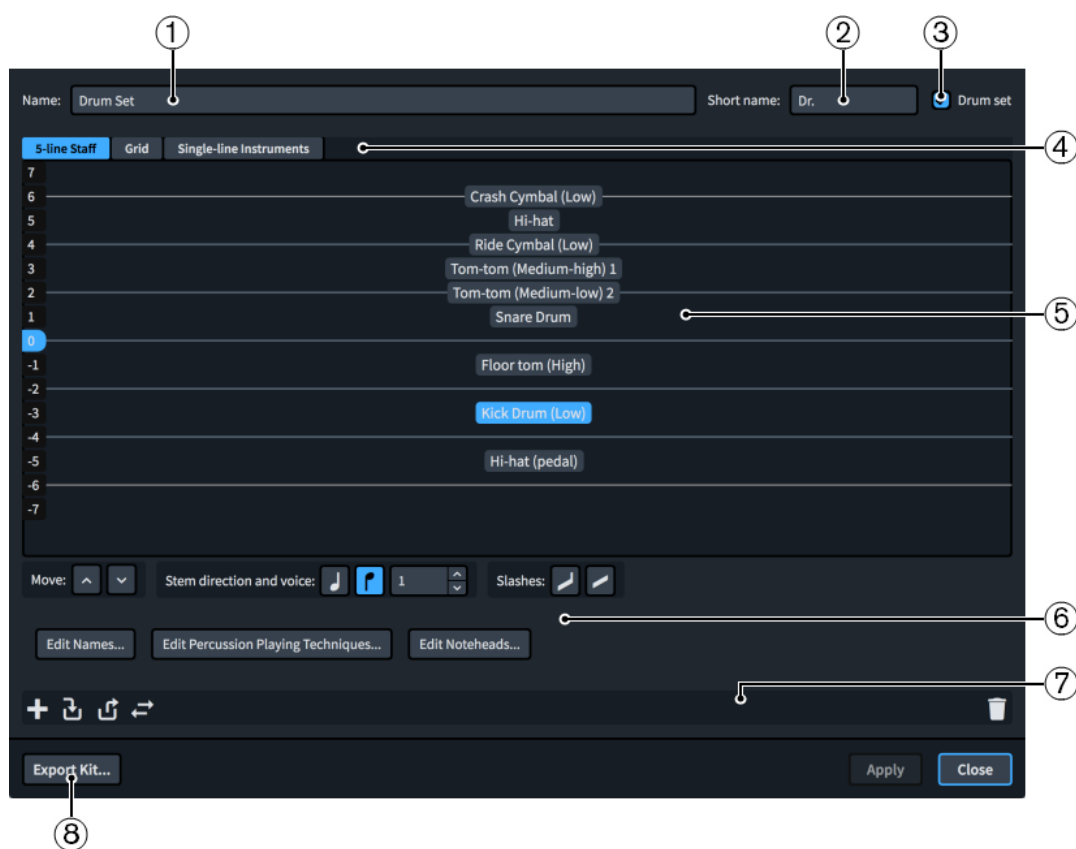 ① ② ③
Name: Drum Set Short name: Dr. Drum set
5-line Staff Grid Single-line Instruments ④
7
6 Crash Cymbal (Low)
5 Hi-hat
4 Ride Cymbal (Low)
3 Tom-tom (Medium-high) 1
2 Tom-tom (Medium-low) 2
1 Snare Drum ⑤
0
-1 Floor tom (High)
-2
-3 Kick Drum (Low)
-4
-5 Hi-hat (pedal)
-6
-7
Move: Stem direction and voice: 1 Slashes:
⑥
Edit Names... Edit Percussion Playing Techniques... Edit Noteheads...
⑦
Export Kit... Apply Close
⑧